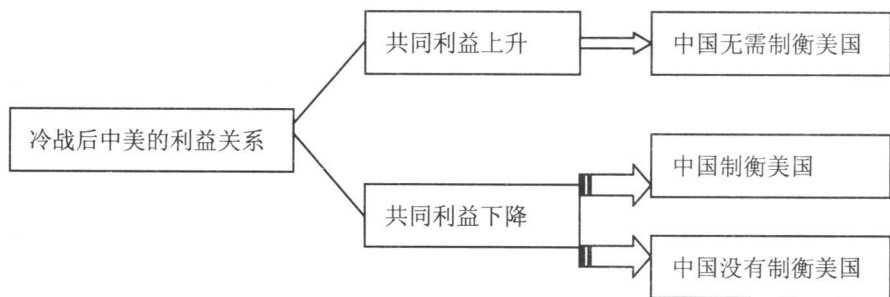 共同利益上升
中国无需制衡美国
冷战后中美的利益关系
中国制衡美国
共同利益下降
中国没有制衡美国